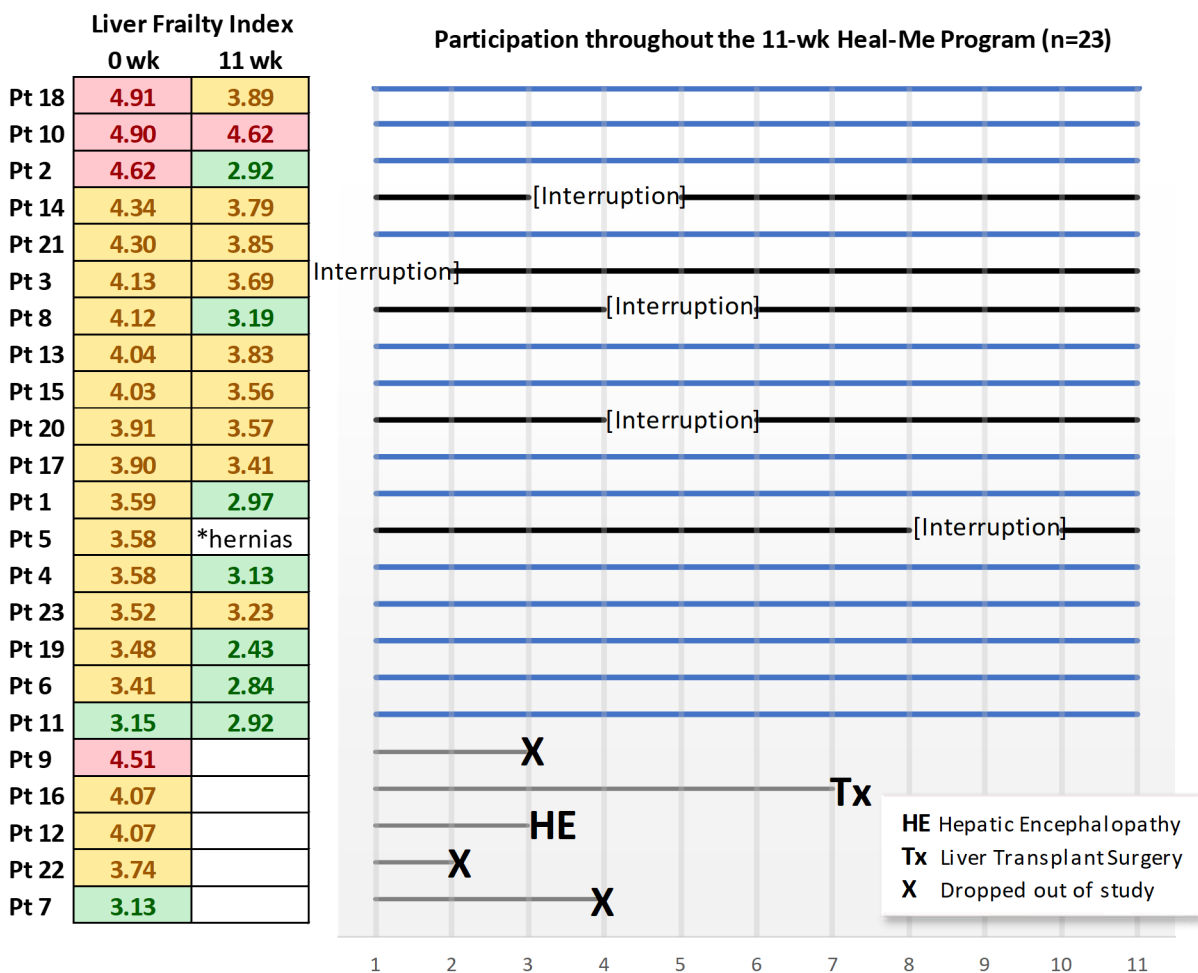 Liver Frailty Index
0 wk 11 wk
Participation throughout the 11-wk Heal-Me Program (n=23)
Pt 18 4.91 3.89
Pt 10 4.90 4.62
Pt 2 4.62 2.92
Pt 14 4.34 3.79 [Interruption]
Pt 21 4.30 3.85
Pt 3 4.13 3.69 Interruption]
Pt 8 4.12 3.19 [Interruption]
Pt 13 4.04 3.83
Pt 15 4.03 3.56
Pt 20 3.91 3.57 [Interruption]
Pt 17 3.90 3.41
Pt 1 3.59 2.97
Pt 5 3.58 *hernias [Interruption]
Pt 4 3.58 3.13
Pt 23 3.52 3.23
Pt 19 3.48 2.43
Pt 6 3.41 2.84
Pt 11 3.15 2.92
Pt 9 4.51 X
Pt 16 4.07 Tx
Pt 12 4.07 HE
Pt 22 3.74 X
Pt 7 3.13 X
HE Hepatic Encephalopathy
Tx Liver Transplant Surgery
X Dropped out of study
1 2 3 4 5 6 7 8 9 10 11